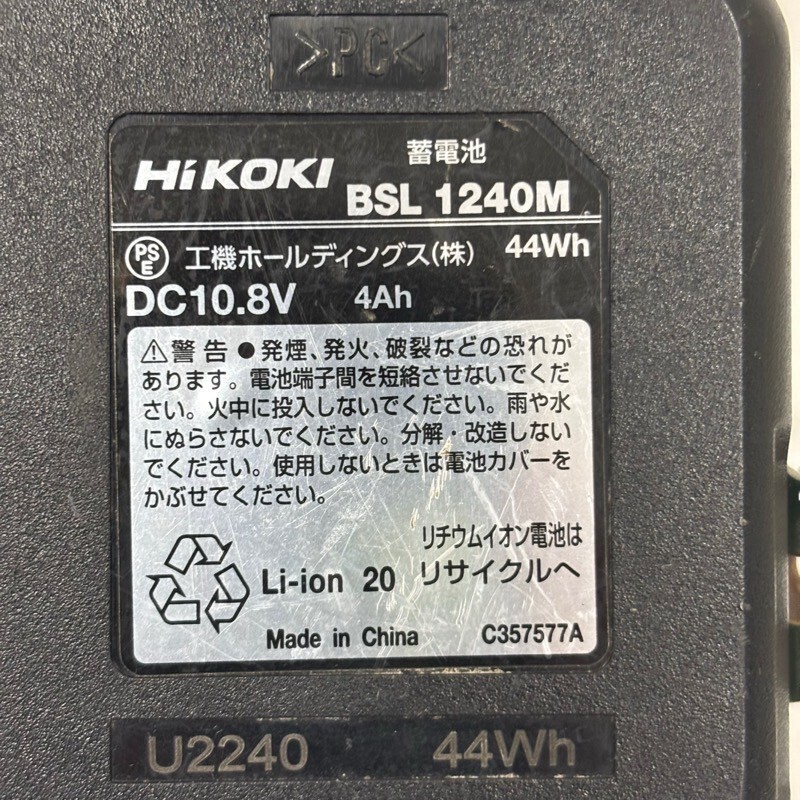 >PC<
HiKOKI 蓄電池
BSL 1240M
PSE 工機ホールディングス(株) 44Wh
DC10.8V 4Ah
⚠警告 ●発煙、発火、破裂などの恐れが
あります。電池端子間を短絡させないでくだ
さい。火中に投入しないでください。雨や水
にぬらさないでください。分解・改造しない
でください。使用しないときは電池カバーを
かぶせてください。
リチウムイオン電池は
Li-ion 20 リサイクルへ
Made in China C357577A
U2240 44Wh